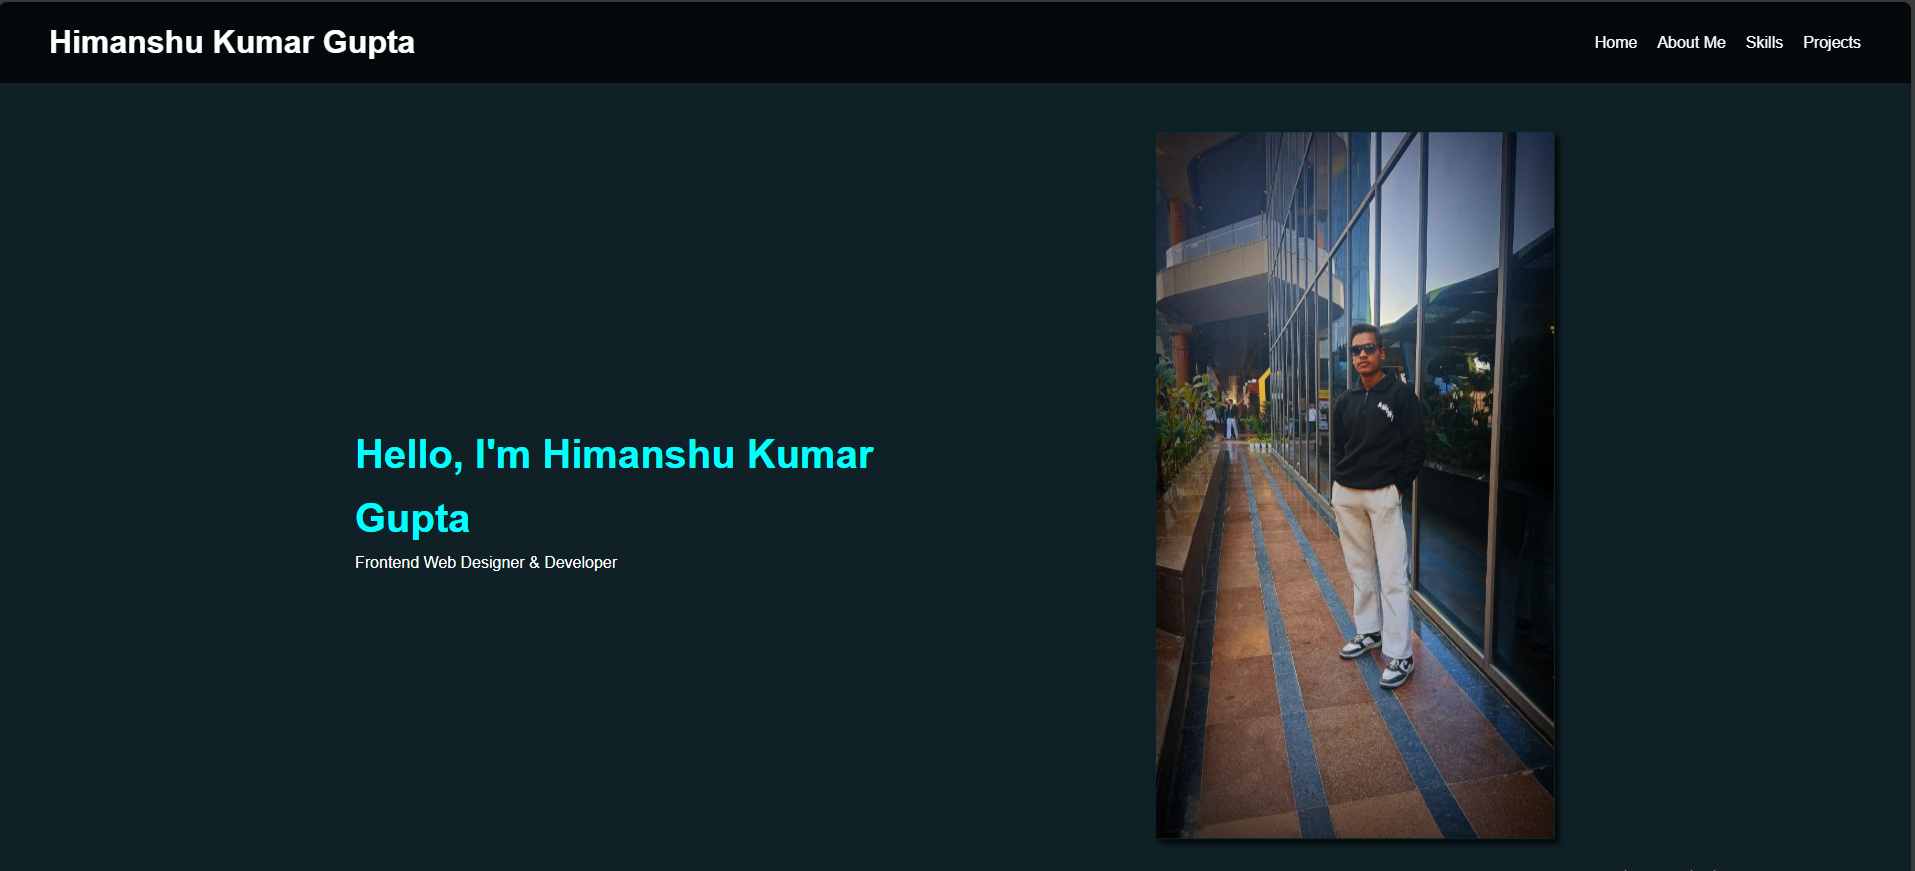 Himanshu Kumar Gupta
Home About Me Skills Projects
Hello, I'm Himanshu Kumar
Gupta
Frontend Web Designer & Developer